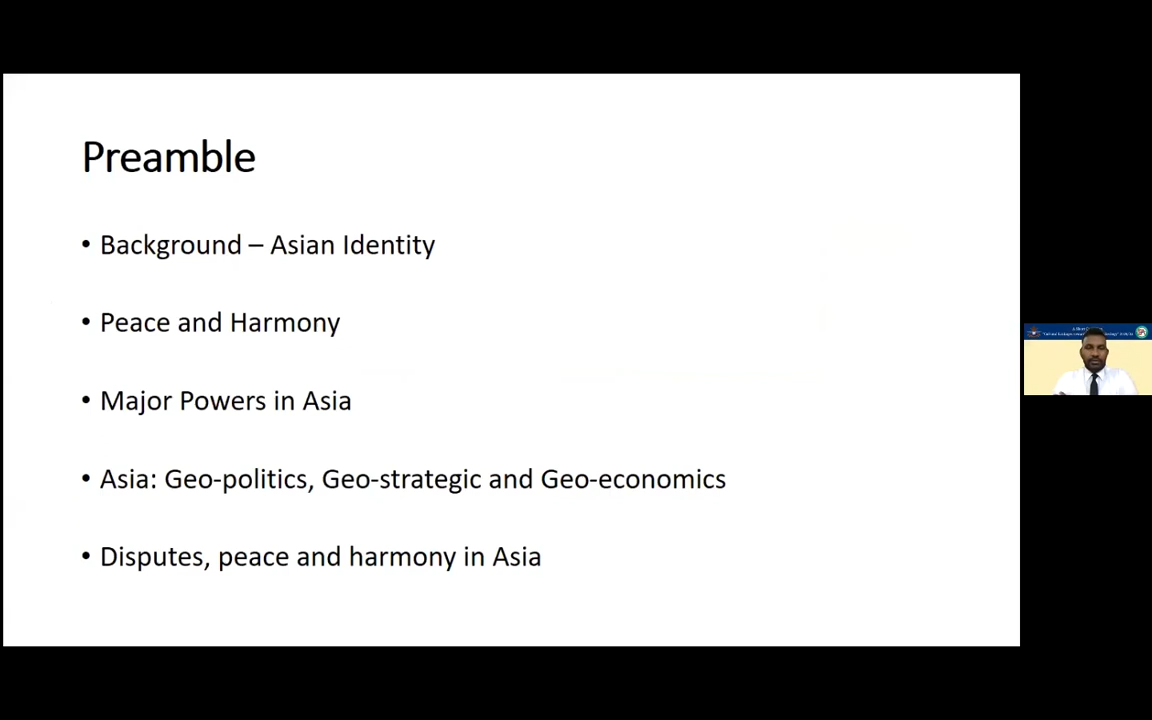 Preamble
• Background – Asian Identity
• Peace and Harmony
• Major Powers in Asia
• Asia: Geo-politics, Geo-strategic and Geo-economics
• Disputes, peace and harmony in Asia